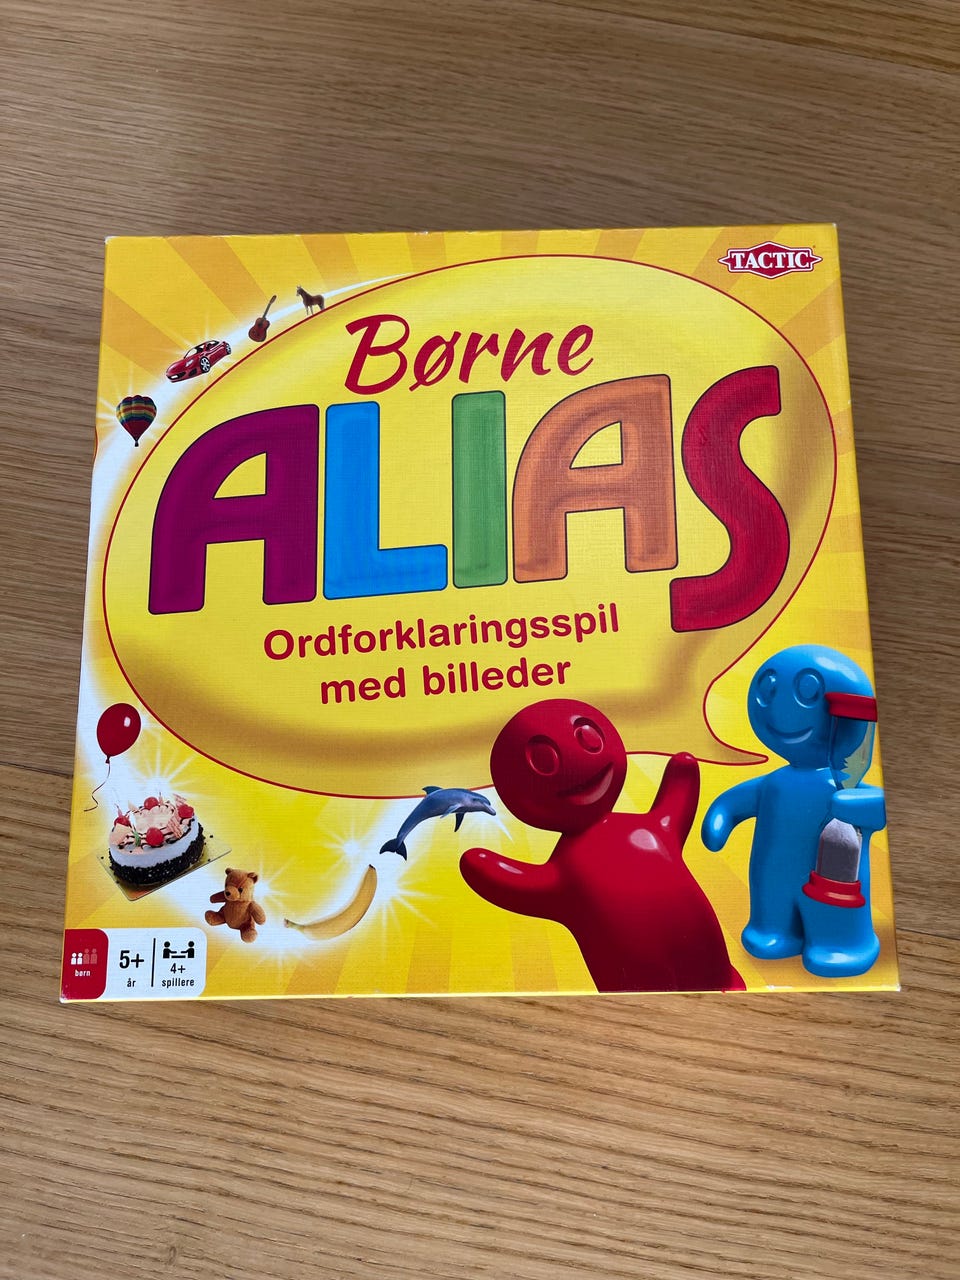 TACTIC
Børne
ALIAS
Ordforklaringsspil
med billeder
børn
5+
år
4+
spillere